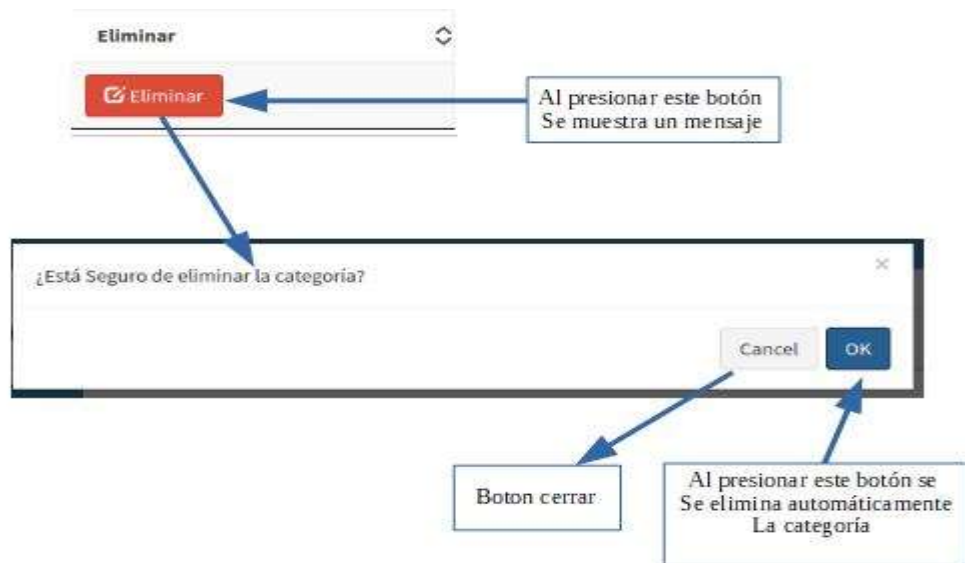 Eliminar
Eliminar
Al presionar este botón
Se muestra un mensaje
¿Está Seguro de eliminar la categoría?
×
Cancel
OK
Boton cerrar
Al presionar este botón se
Se elimina automáticamente
La categoría